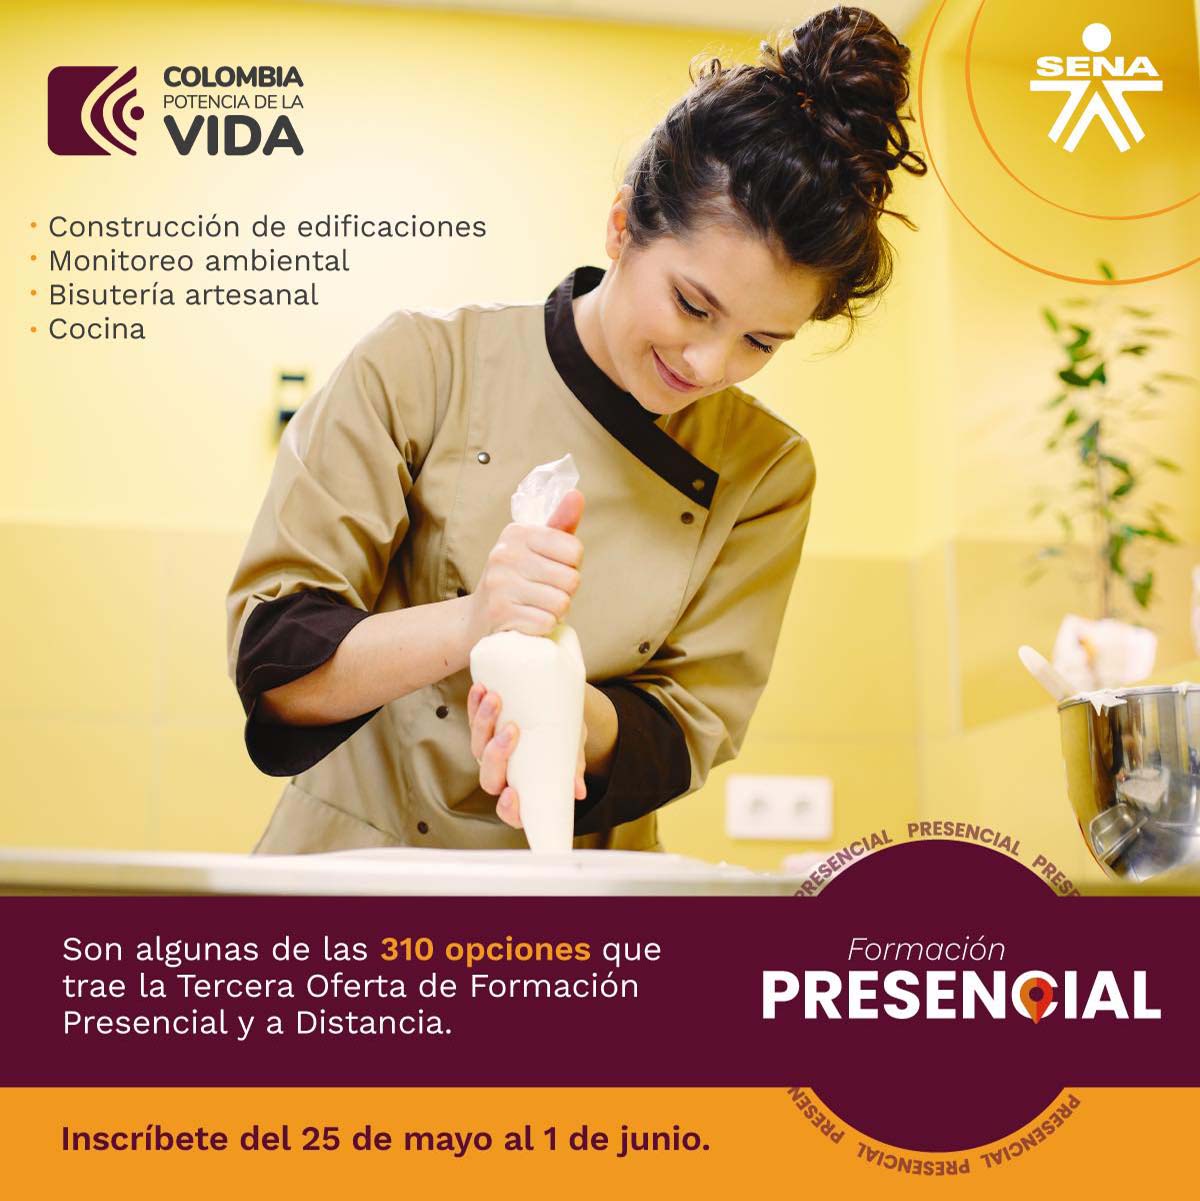 COLOMBIA
POTENCIA DE LA
VIDA
SENA
· Construcción de edificaciones
· Monitoreo ambiental
· Bisutería artesanal
· Cocina
PRESENCIAL PRESENCIAL PRESE
Son algunas de las 310 opciones que
trae la Tercera Oferta de Formación
Presencial y a Distancia.
Formación
PRESENCIAL
Inscríbete del 25 de mayo al 1 de junio.
PRESENCIAL PRESENCIAL PRESEN